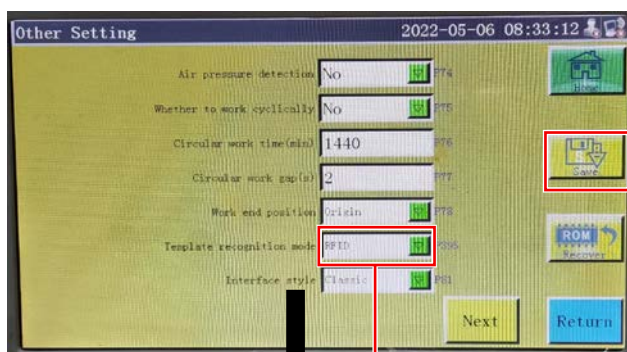 Other Setting 2022-05-06 08:33:12
Air pressure detection No P74
Whether to work cyclically No P75
Circular work time(min) 1440 P76
Circular work gap(s) 2 P77
Work end position Origin P78
Template recognition mode RFID P395
Interface style Classic P81
Home
Save
ROM
Recover
Next
Return